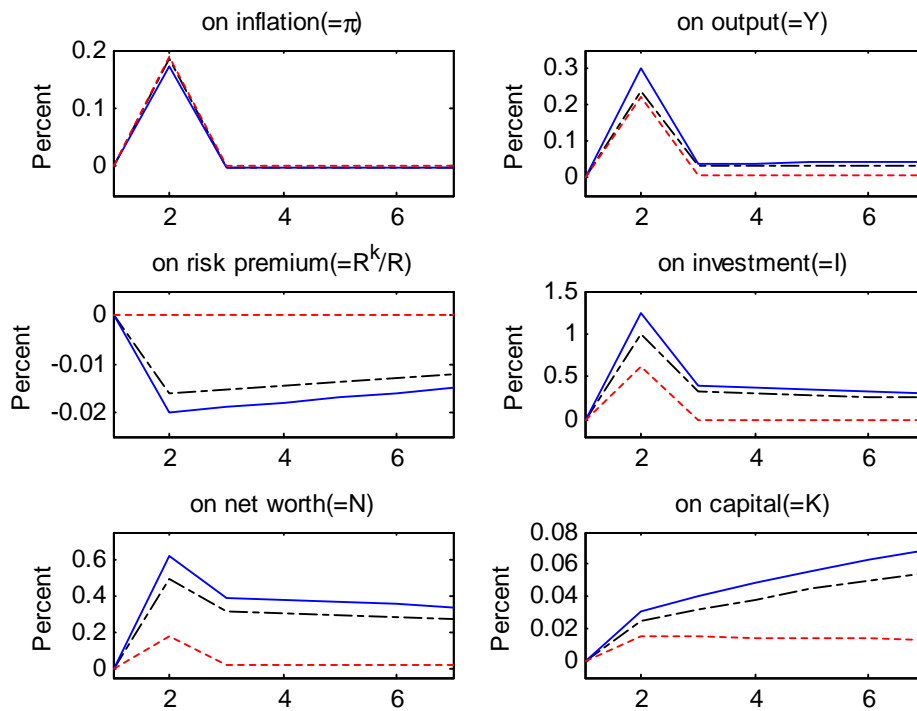 on inflation(=π)
Percent
0.2
0.1
0
2 4 6
on output(=Y)
Percent
0.3
0.2
0.1
0
2 4 6
on risk premium(=R^k/R)
Percent
0
-0.01
-0.02
2 4 6
on investment(=I)
Percent
1.5
1
0.5
0
2 4 6
on net worth(=N)
Percent
0.6
0.4
0.2
0
2 4 6
on capital(=K)
Percent
0.08
0.06
0.04
0.02
0
2 4 6